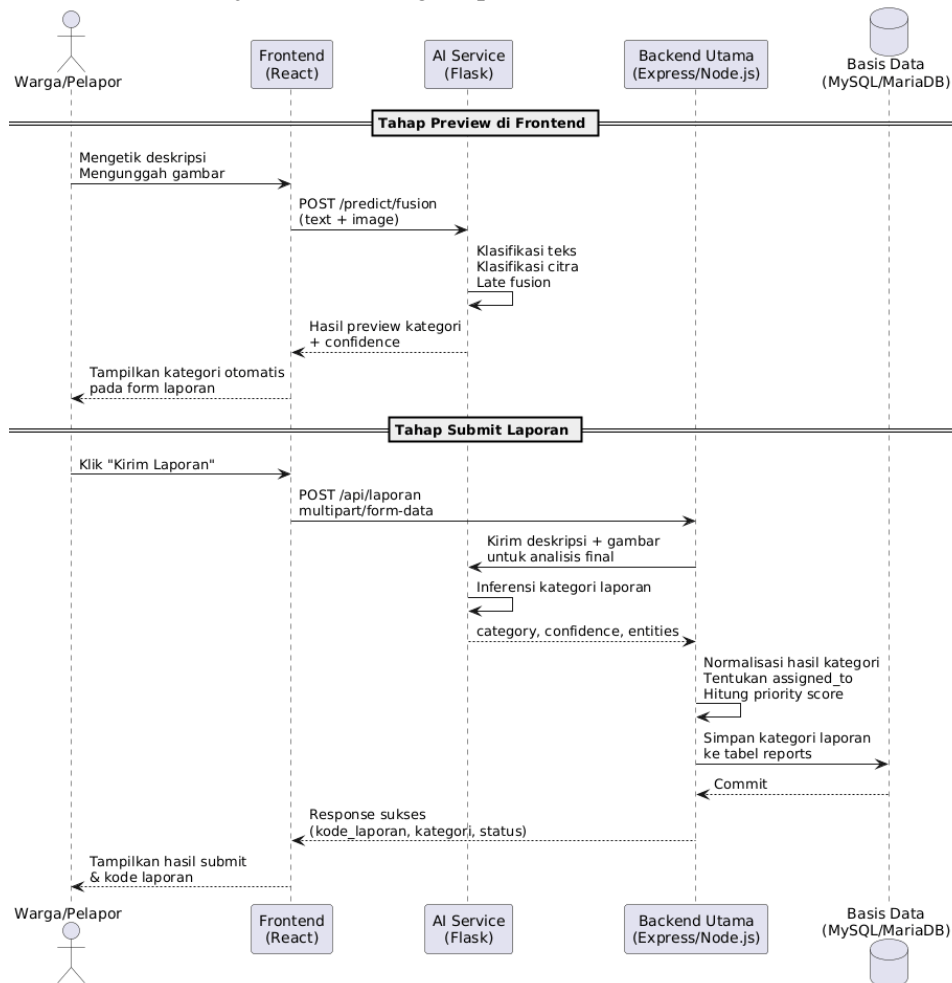 Warga/Pelapor
Frontend
(React)
AI Service
(Flask)
Backend Utama
(Express/Node.js)
Basis Data
(MySQL/MariaDB)
Tahap Preview di Frontend
Mengetik deskripsi
Mengunggah gambar
POST /predict/fusion
(text + image)
Klasifikasi teks
Klasifikasi citra
Late fusion
Hasil preview kategori
+ confidence
Tampilkan kategori otomatis
pada form laporan
Tahap Submit Laporan
Klik "Kirim Laporan"
POST /api/laporan
multipart/form-data
Kirim deskripsi + gambar
untuk analisis final
Inferensi kategori laporan
category, confidence, entities
Normalisasi hasil kategori
Tentukan assigned_to
Hitung priority score
Simpan kategori laporan
ke tabel reports
Commit
Response sukses
(kode_laporan, kategori, status)
Tampilkan hasil submit
& kode laporan
Warga/Pelapor
Frontend
(React)
AI Service
(Flask)
Backend Utama
(Express/Node.js)
Basis Data
(MySQL/MariaDB)